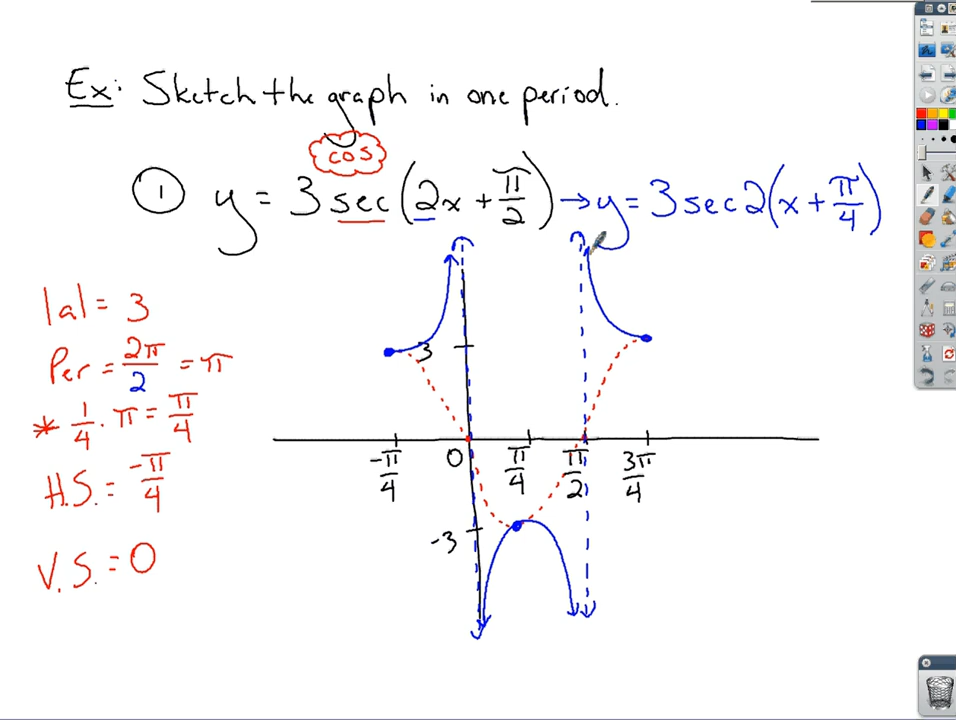 Ex: Sketch the graph in one period.
cos
① y = 3 sec (2x + π/2) → y = 3 sec 2(x + π/4)
|a| = 3
Per = 2π/2 = π
* 1/4 · π = π/4
H.S. = -π/4
V.S. = 0
3
-π/4 0 π/4 π/2 3π/4
-3